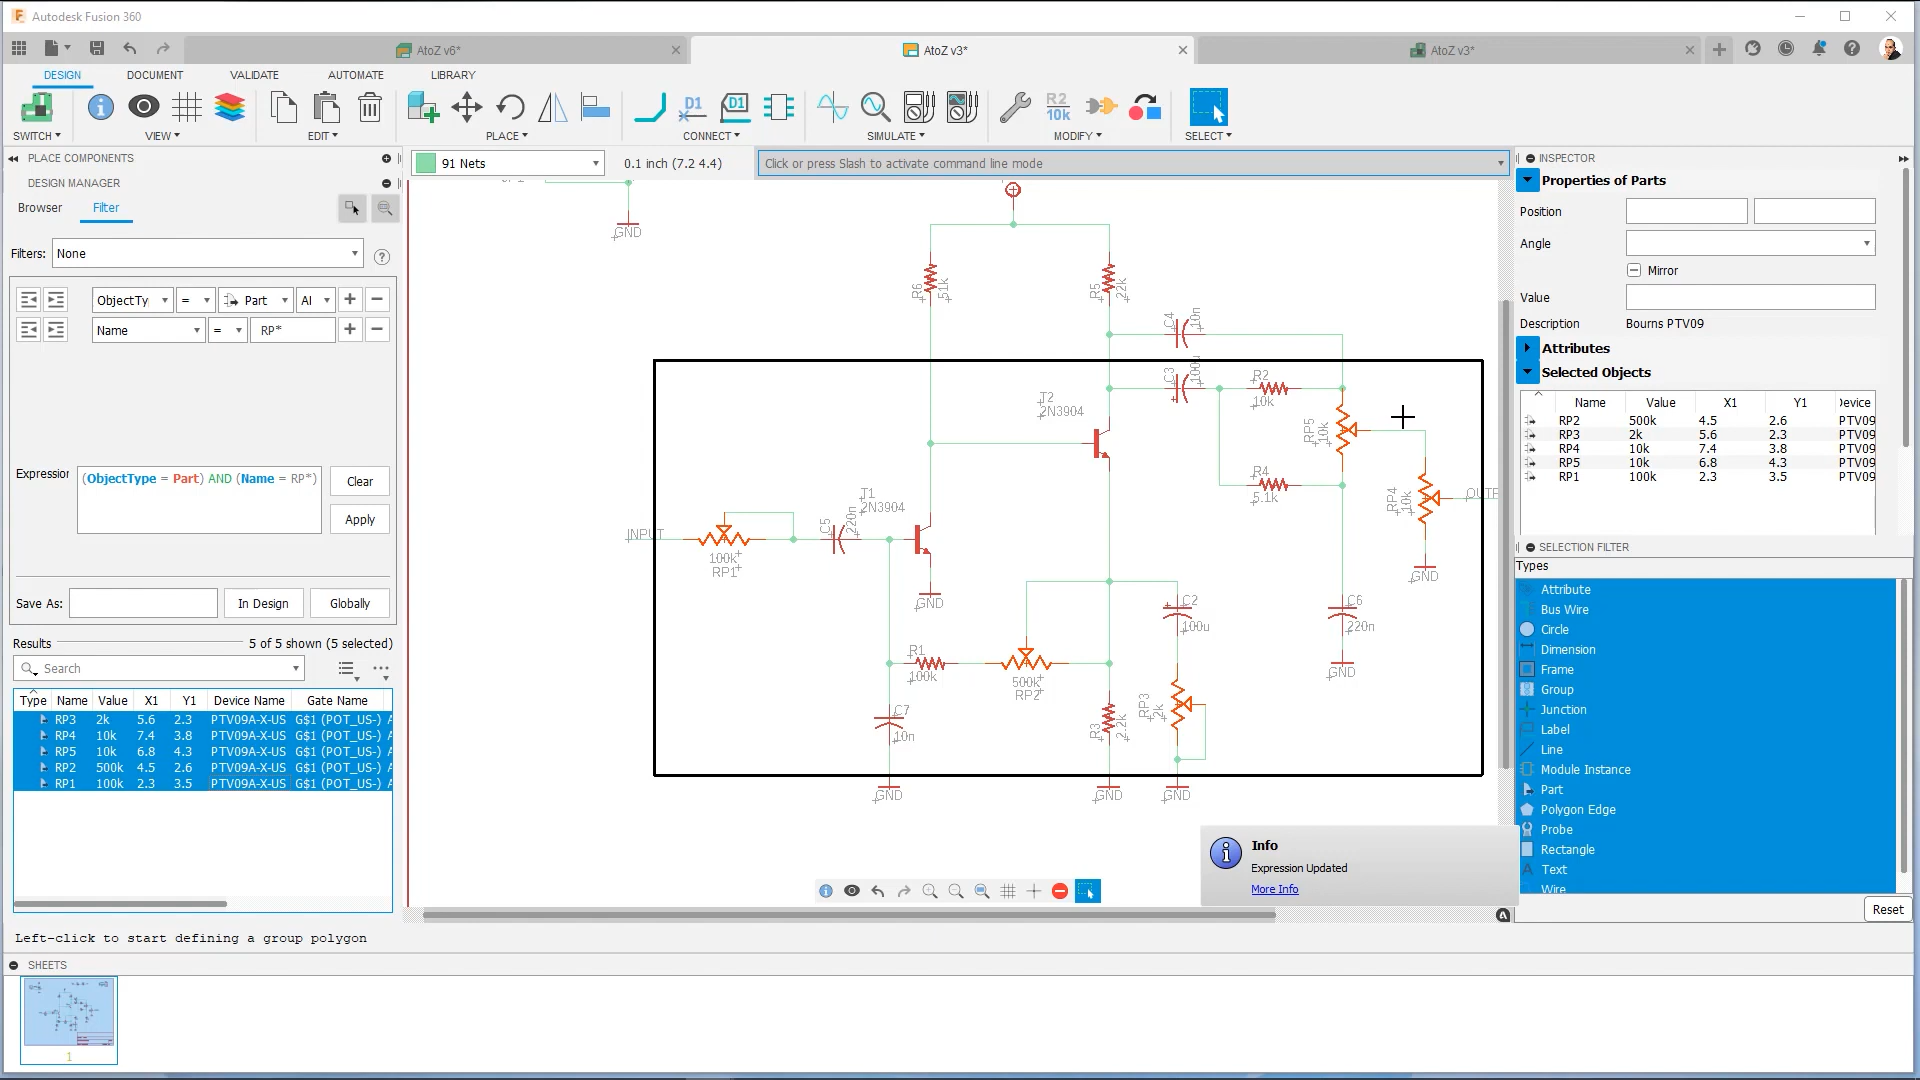 Autodesk Fusion 360
AtoZ v6*
AtoZ v3*
AtoZ v3*
DESIGN DOCUMENT VALIDATE AUTOMATE LIBRARY
D1 D1 R2 10k
SWITCH VIEW EDIT PLACE CONNECT SIMULATE MODIFY SELECT
PLACE COMPONENTS
DESIGN MANAGER
Browser Filter
Filters: None
ObjectTy = Part Al
Name = RP*
Expression (ObjectType = Part) AND (Name = RP*)
Clear
Apply
Save As: In Design Globally
Results 5 of 5 shown (5 selected)
Search
Type Name Value X1 Y1 Device Name Gate Name
RP3 2k 5.6 2.3 PTV09A-X-US G$1 (POT_US-) A
RP4 10k 7.4 3.8 PTV09A-X-US G$1 (POT_US-) A
RP5 10k 6.8 4.3 PTV09A-X-US G$1 (POT_US-) A
RP2 500k 4.5 2.6 PTV09A-X-US G$1 (POT_US-) A
RP1 100k 2.3 3.5 PTV09A-X-US G$1 (POT_US-) A
91 Nets
0.1 inch (7.2 4.4)
Click or press Slash to activate command line mode
GND
R6
51k
R5
22k
C4
10n
C3
100u
R2
10k
T2
2N3904
RP5
10k
R4
5.1k
RP4
10k
T1
2N3904
C5
220n
INPUT
100k
RP1
GND
GND
C2
100u
C6
220n
R1
100k
500k
RP2
GND
C7
10n
R3
2.2k
RP3
2k
GND
GND
GND
Info
Expression Updated
More Info
INSPECTOR
Properties of Parts
Position
Angle
Mirror
Value
Description Bourns PTV09
Attributes
Selected Objects
Name Value X1 Y1 Device
RP2 500k 4.5 2.6 PTV09
RP3 2k 5.6 2.3 PTV09
RP4 10k 7.4 3.8 PTV09
RP5 10k 6.8 4.3 PTV09
RP1 100k 2.3 3.5 PTV09
SELECTION FILTER
Types
Attribute
Bus Wire
Circle
Dimension
Frame
Group
Junction
Label
Line
Module Instance
Part
Polygon Edge
Probe
Rectangle
Text
Wire
Reset
Left-click to start defining a group polygon
SHEETS
1